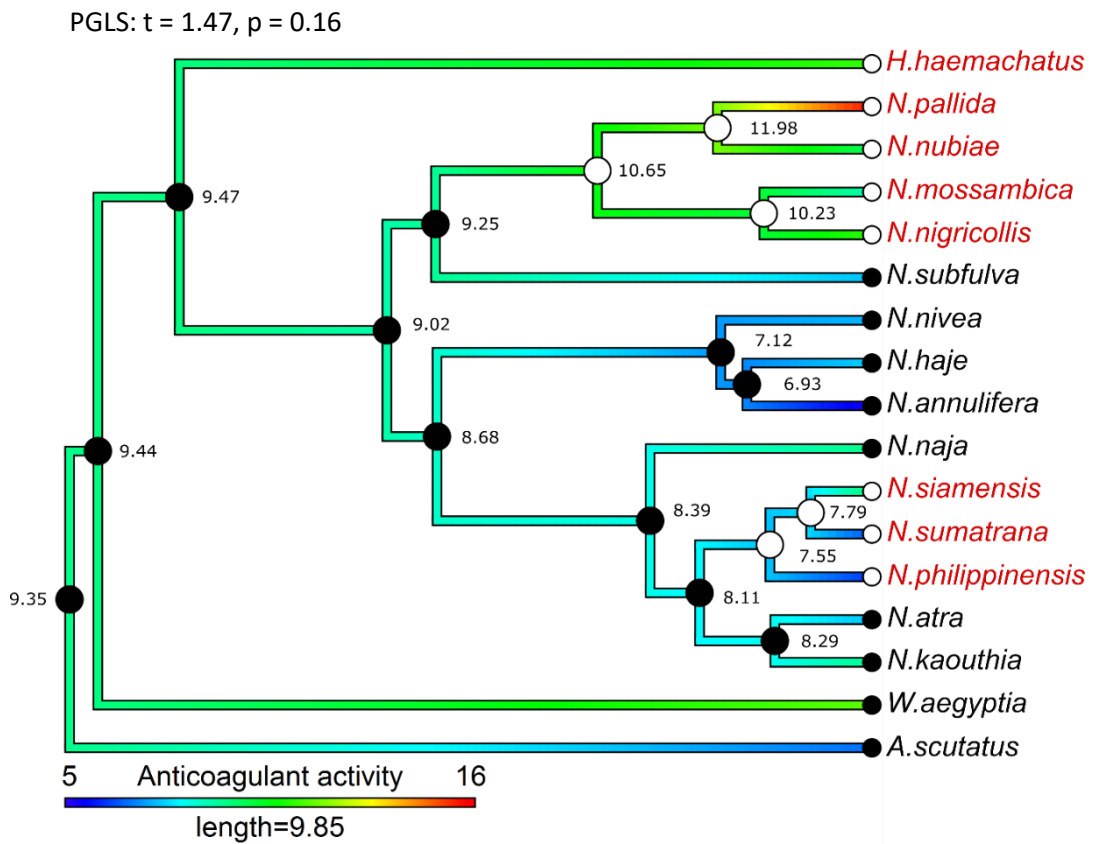 PGLS: t = 1.47, p = 0.16
H.haemachatus
N.pallida
11.98
N.nubiae
10.65
N.mossambica
9.47
10.23
9.25
N.nigricollis
N.subfulva
9.02
N.nivea
7.12
N.haje
6.93
N.annulifera
8.68
N.naja
9.44
N.siamensis
8.39
7.79
N.sumatrana
7.55
N.philippinensis
9.35
8.11
N.atra
8.29
N.kaouthia
W.aegyptia
A.scutatus
5 Anticoagulant activity 16
length=9.85